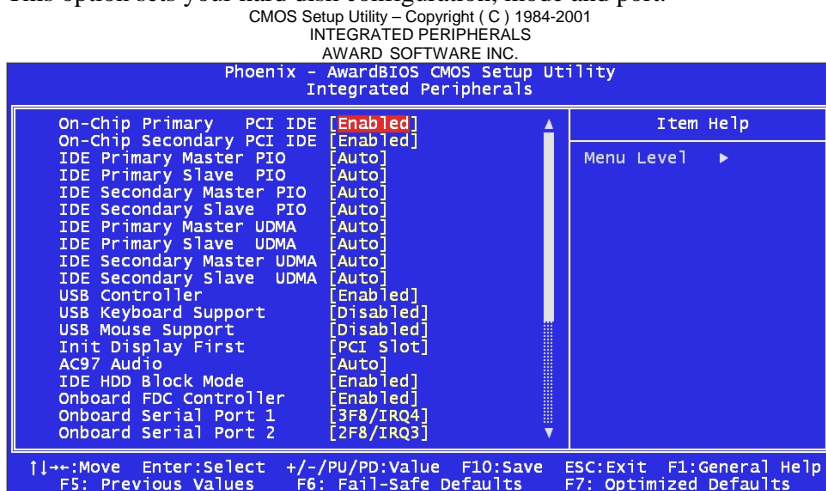 This option sets your hard disk configuration, mode and port.
CMOS Setup Utility – Copyright ( C ) 1984-2001
INTEGRATED PERIPHERALS
AWARD SOFTWARE INC.
Phoenix - AwardBIOS CMOS Setup Utility
Integrated Peripherals
On-Chip Primary PCI IDE [Enabled]
On-Chip Secondary PCI IDE [Enabled]
IDE Primary Master PIO [Auto]
IDE Primary Slave PIO [Auto]
IDE Secondary Master PIO [Auto]
IDE Secondary Slave PIO [Auto]
IDE Primary Master UDMA [Auto]
IDE Primary Slave UDMA [Auto]
IDE Secondary Master UDMA [Auto]
IDE Secondary Slave UDMA [Auto]
USB Controller [Enabled]
USB Keyboard Support [Disabled]
USB Mouse Support [Disabled]
Init Display First [PCI Slot]
AC97 Audio [Auto]
IDE HDD Block Mode [Enabled]
Onboard FDC Controller [Enabled]
Onboard Serial Port 1 [3F8/IRQ4]
Onboard Serial Port 2 [2F8/IRQ3]
Item Help
Menu Level ►
↑↓→←:Move Enter:Select +/-/PU/PD:Value F10:Save ESC:Exit F1:General Help
F5: Previous Values F6: Fail-Safe Defaults F7: Optimized Defaults